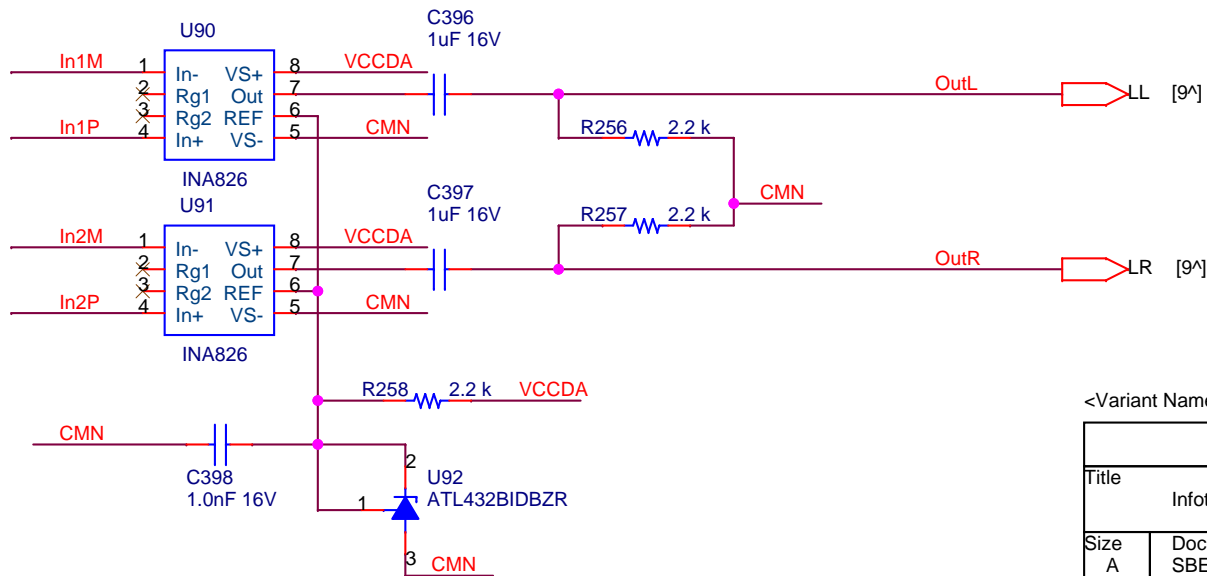 U90
C396
1uF 16V
In1M 1 In- VS+ 8 VCCDA
2 Rg1 Out 7 OutL LL [9^]
3 Rg2 REF 6
In1P 4 In+ VS- 5 CMN
R256 2.2 k
INA826
U91
C397
1uF 16V
CMN
R257 2.2 k
In2M 1 In- VS+ 8 VCCDA
2 Rg1 Out 7 OutR LR [9^]
3 Rg2 REF 6
In2P 4 In+ VS- 5 CMN
INA826
R258 2.2 k VCCDA
<Variant Name
CMN
C398
1.0nF 16V
2
U92
ATL432BIDBZR
1
3 CMN
Title
Size
A
Doc
SBE